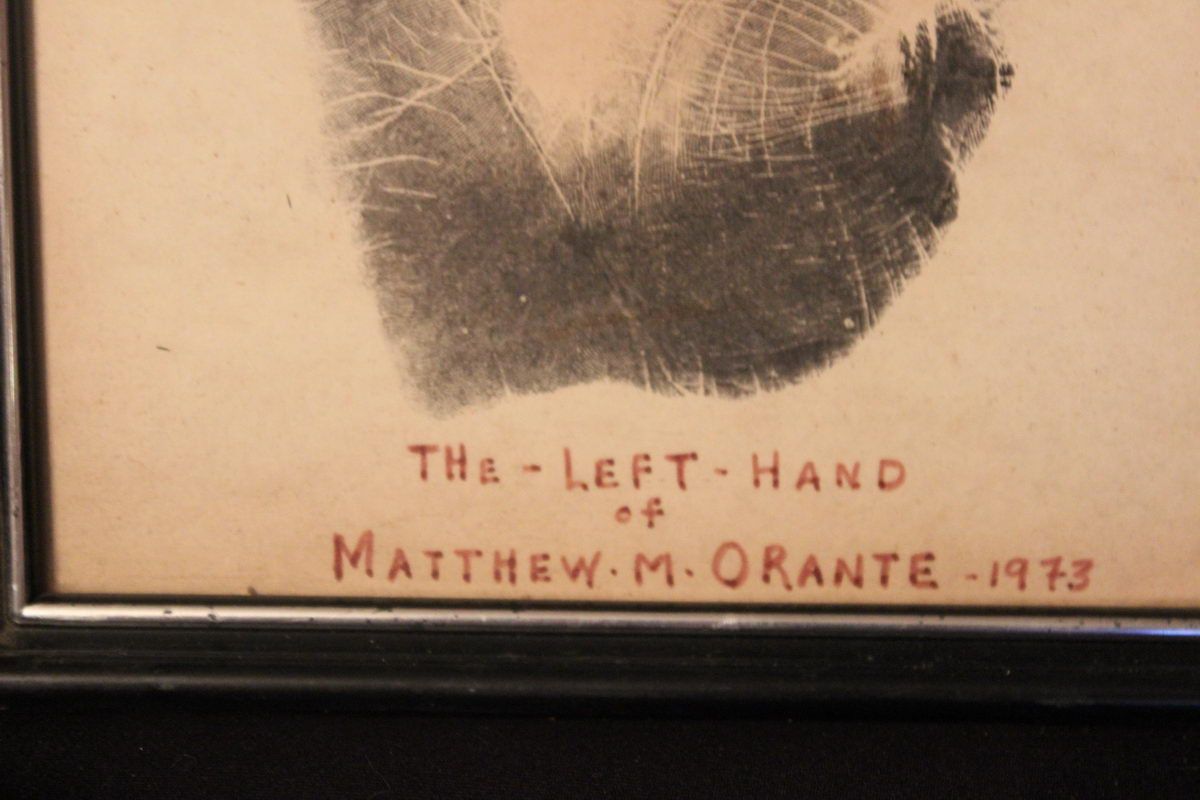 THE - LEFT - HAND
of
MATTHEW. M. ORANTE - 1973